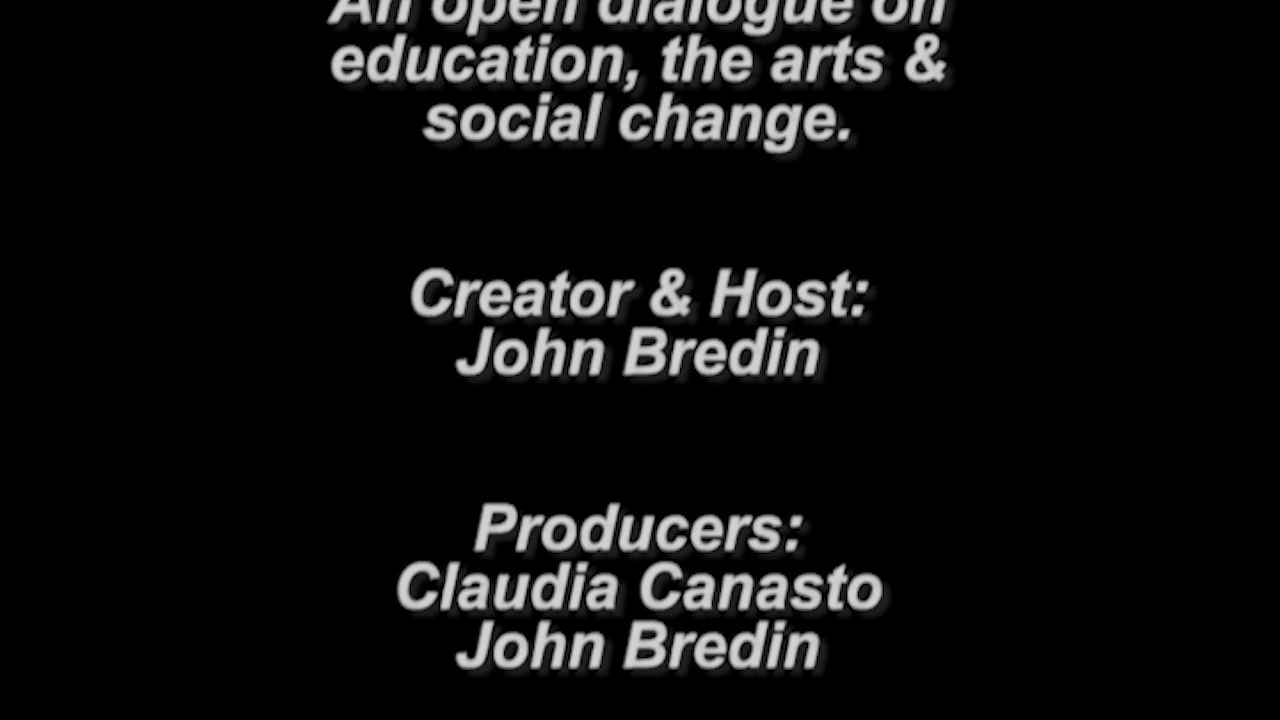 An open dialogue on
education, the arts &
social change.
Creator & Host:
John Bredin
Producers:
Claudia Canasto
John Bredin